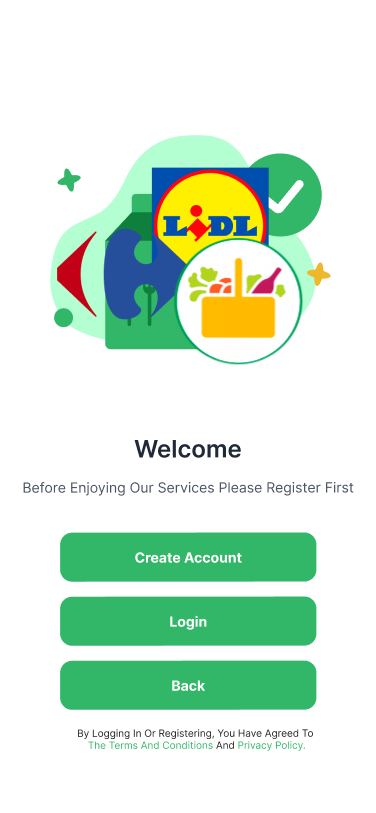 LIDL
Welcome
Before Enjoying Our Services Please Register First
Create Account
Login
Back
By Logging In Or Registering, You Have Agreed To
The Terms And Conditions And Privacy Policy.